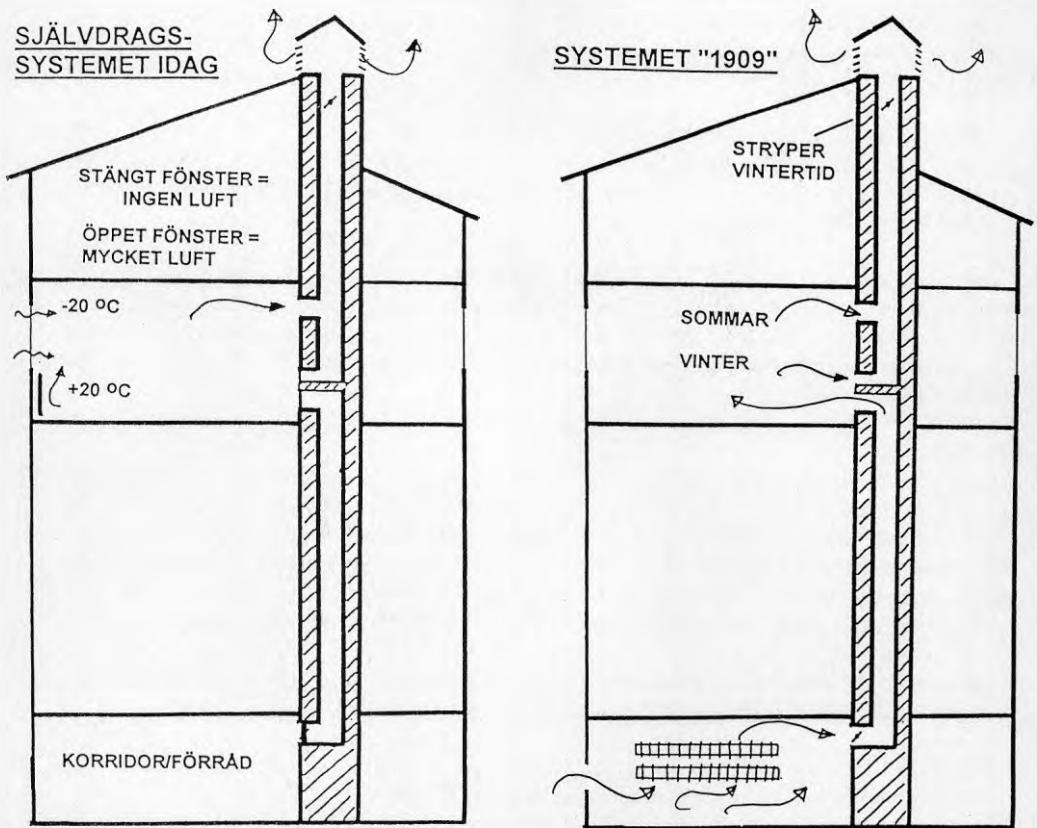 SJÄLVDRAGS-
SYSTEMET IDAG
STÄNGT FÖNSTER =
INGEN LUFT
ÖPPET FÖNSTER =
MYCKET LUFT
-20 ºC
+20 ºC
KORRIDOR/FÖRRÅD
SYSTEMET "1909"
STRYPER
VINTERTID
SOMMAR
VINTER